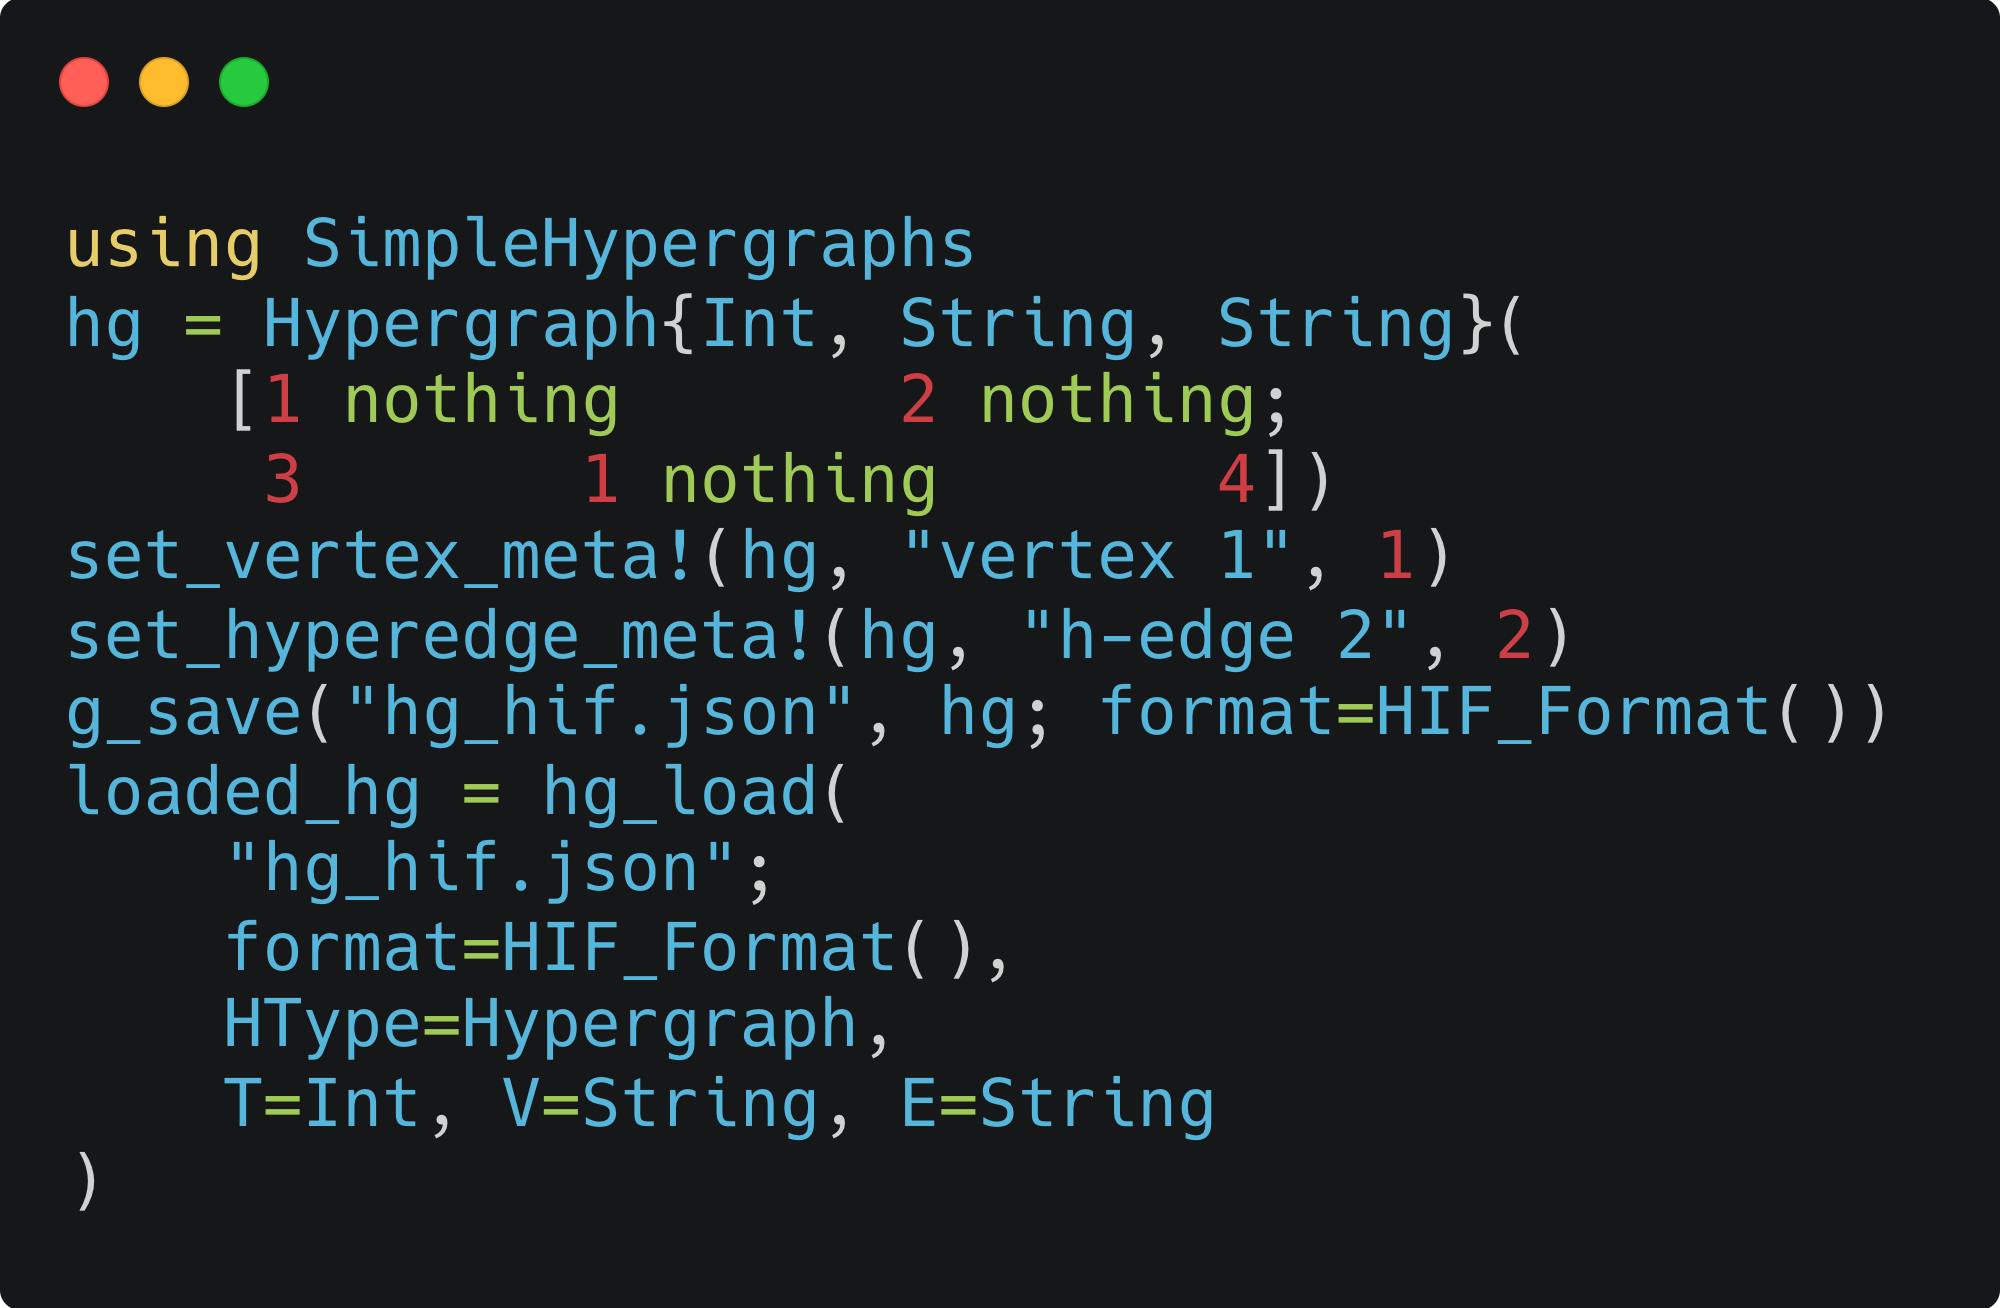 using SimpleHypergraphs
hg = Hypergraph{Int, String, String}(
    [1 nothing       2 nothing;
     3       1 nothing       4])
set_vertex_meta!(hg, "vertex 1", 1)
set_hyperedge_meta!(hg, "h-edge 2", 2)
g_save("hg_hif.json", hg; format=HIF_Format())
loaded_hg = hg_load(
    "hg_hif.json";
    format=HIF_Format(),
    HType=Hypergraph,
    T=Int, V=String, E=String
)